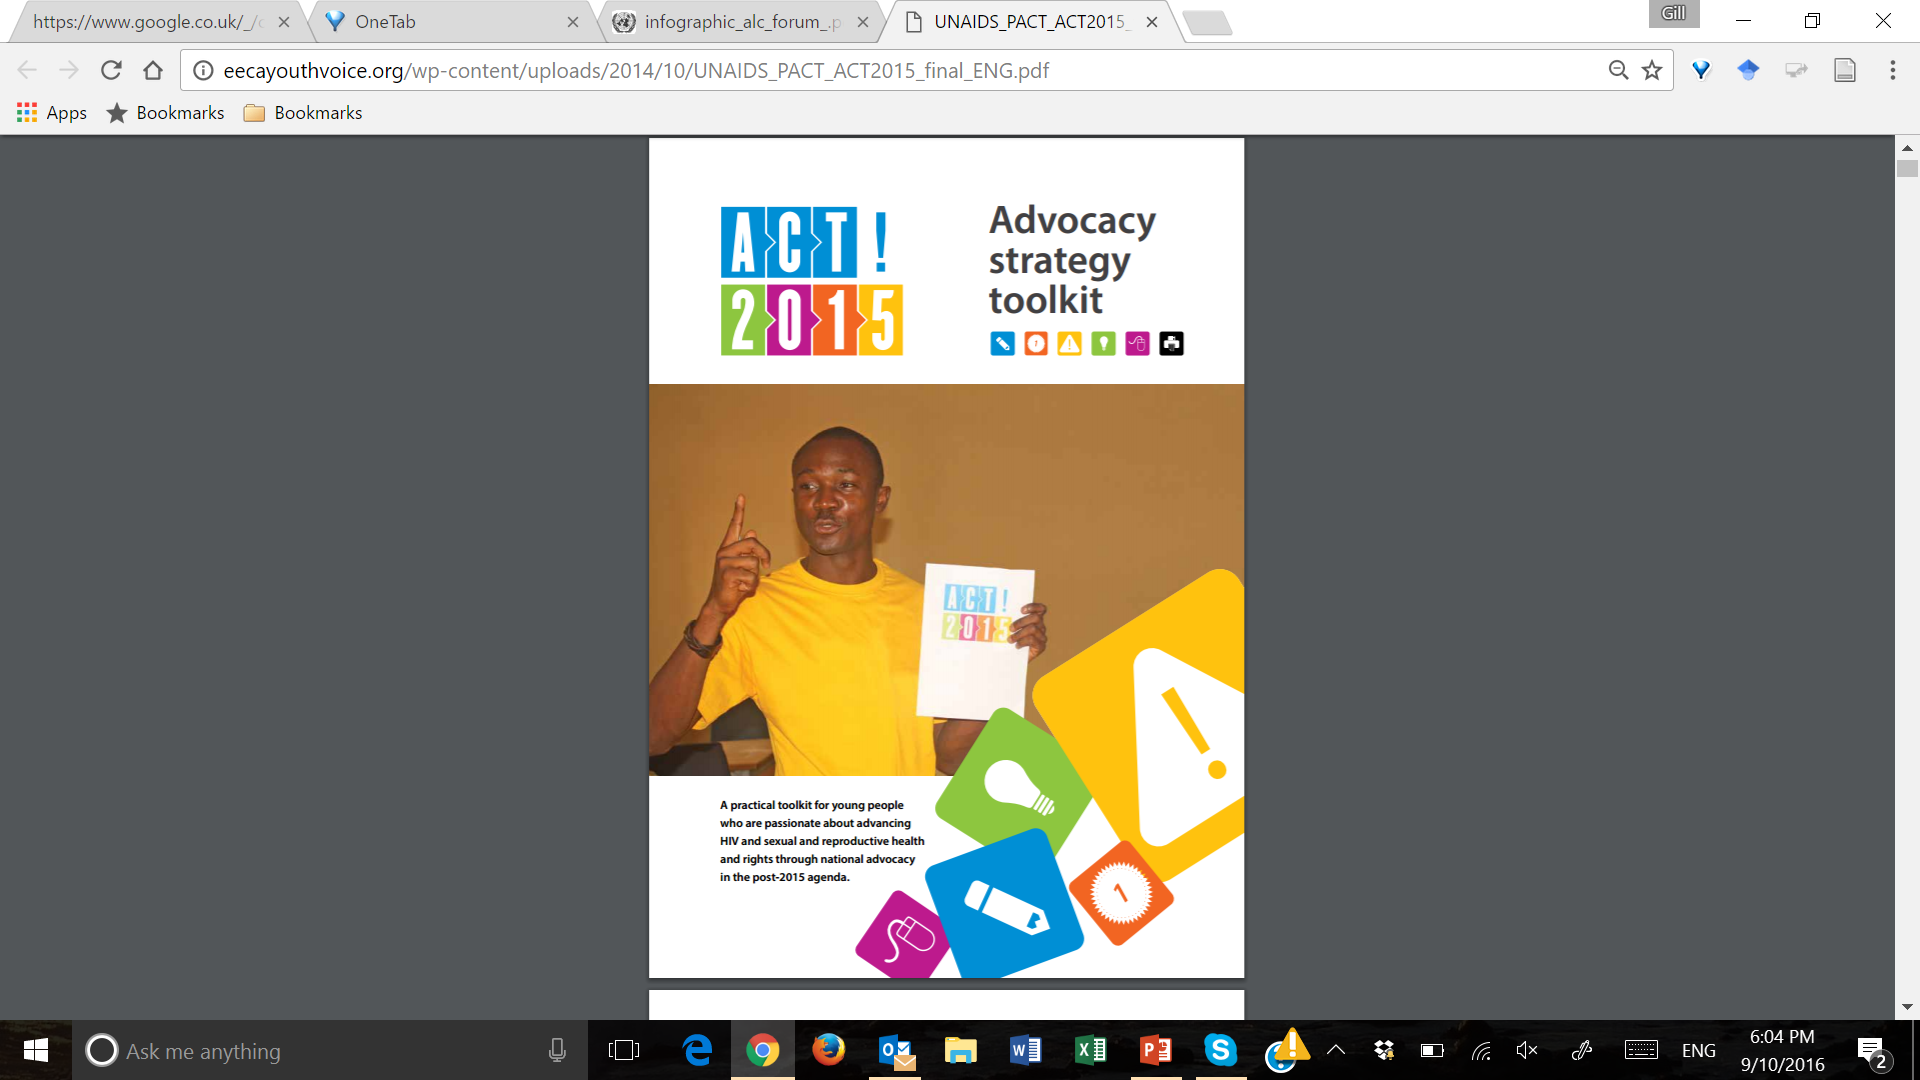 https://www.google.co.uk/_/
OneTab
infographic_alc_forum_.p
UNAIDS_PACT_ACT2015_
Gill
eecayouthvoice.org/wp-content/uploads/2014/10/UNAIDS_PACT_ACT2015_final_ENG.pdf
Apps
Bookmarks
Bookmarks
ACT!
2015
Advocacy
strategy
toolkit
ACT!
2015
A practical toolkit for young people
who are passionate about advancing
HIV and sexual and reproductive health
and rights through national advocacy
in the post-2015 agenda.
1
Ask me anything
ENG
6:04 PM
9/10/2016
2